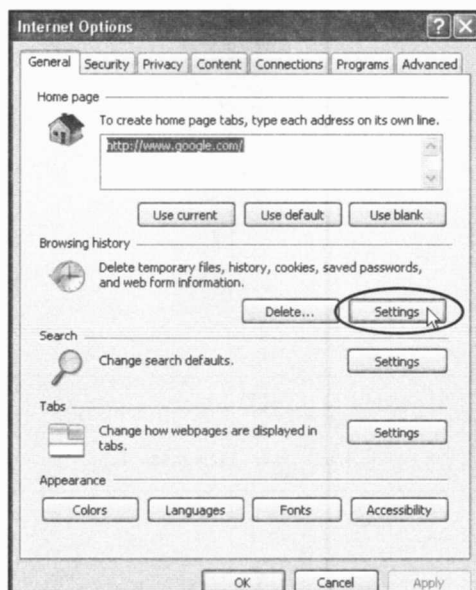 Internet Options
General Security Privacy Content Connections Programs Advanced
Home page
To create home page tabs, type each address on its own line.
http://www.google.com/
Use current Use default Use blank
Browsing history
Delete temporary files, history, cookies, saved passwords,
and web form information.
Delete... Settings
Search
Change search defaults. Settings
Tabs
Change how webpages are displayed in
tabs.
Settings
Appearance
Colors Languages Fonts Accessibility
OK Cancel Apply